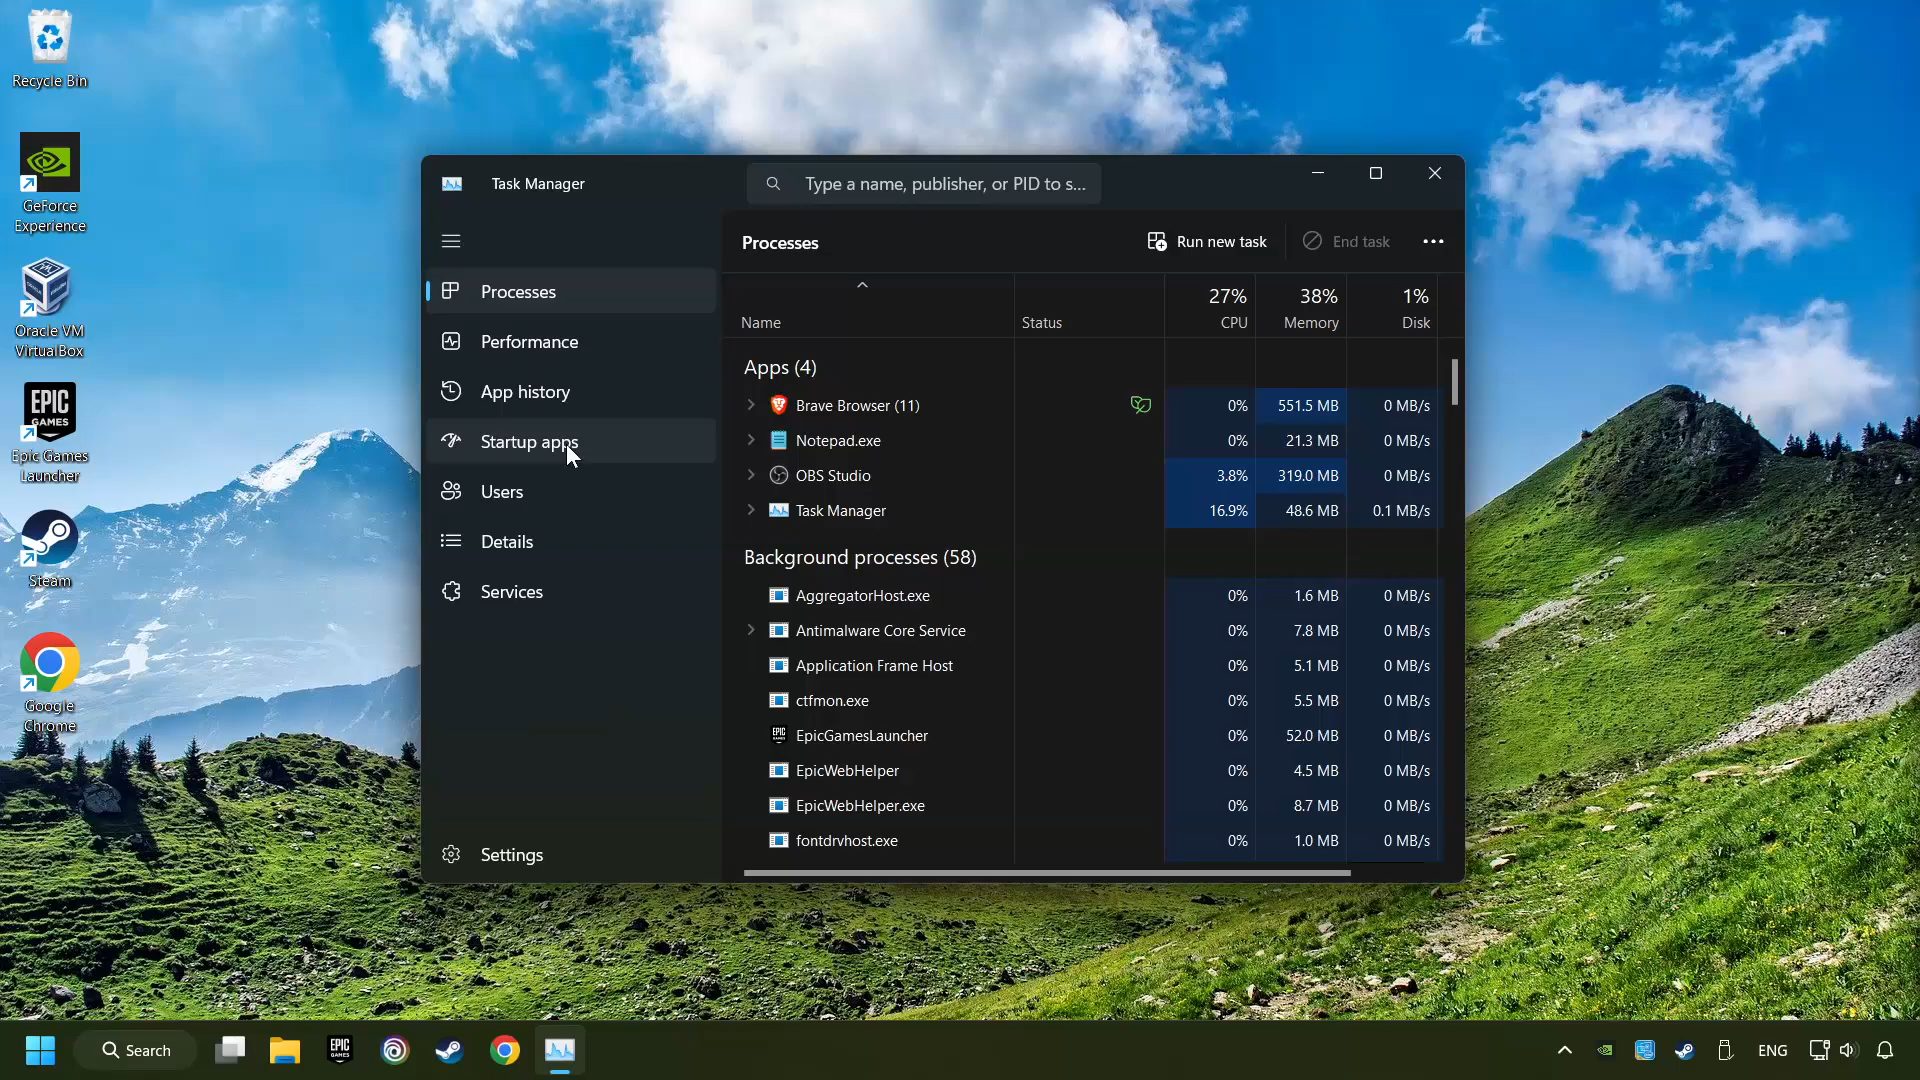 Recycle Bin
GeForce
Experience
Oracle VM
VirtualBox
EPIC
GAMES
Epic Games
Launcher
Steam
Google
Chrome
Task Manager
Type a name, publisher, or PID to s...
Processes
Performance
App history
Startup apps
Users
Details
Services
Settings
Processes
Run new task
End task
27% 38% 1%
Name Status CPU Memory Disk
Apps (4)
Brave Browser (11) 0% 551.5 MB 0 MB/s
Notepad.exe 0% 21.3 MB 0 MB/s
OBS Studio 3.8% 319.0 MB 0 MB/s
Task Manager 16.9% 48.6 MB 0.1 MB/s
Background processes (58)
AggregatorHost.exe 0% 1.6 MB 0 MB/s
Antimalware Core Service 0% 7.8 MB 0 MB/s
Application Frame Host 0% 5.1 MB 0 MB/s
ctfmon.exe 0% 5.5 MB 0 MB/s
EpicGamesLauncher 0% 52.0 MB 0 MB/s
EpicWebHelper 0% 4.5 MB 0 MB/s
EpicWebHelper.exe 0% 8.7 MB 0 MB/s
fontdrvhost.exe 0% 1.0 MB 0 MB/s
Search
EPIC
GAMES
ENG